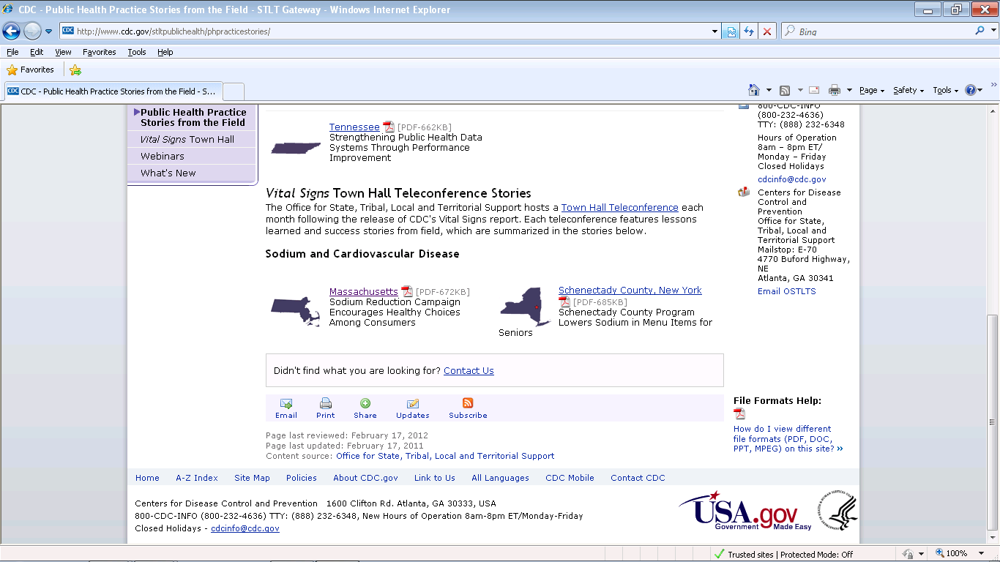 CDC - Public Health Practice Stories from the Field - STLT Gateway - Windows Internet Explorer
CDC http://www.cdc.gov/stltpublichealth/phpracticestories/
Bing
File Edit View Favorites Tools Help
Favorites
CDC CDC - Public Health Practice Stories from the Field - S...
Page Safety Tools
Public Health Practice
Stories from the Field
Vital Signs Town Hall
Webinars
What's New
Tennessee [PDF-662KB]
Strengthening Public Health Data
Systems Through Performance
Improvement
Vital Signs Town Hall Teleconference Stories
The Office for State, Tribal, Local and Territorial Support hosts a Town Hall Teleconference each
month following the release of CDC's Vital Signs report. Each teleconference features lessons
learned and success stories from field, which are summarized in the stories below.
Sodium and Cardiovascular Disease
Massachusetts [PDF-672KB]
Sodium Reduction Campaign
Encourages Healthy Choices
Among Consumers
Schenectady County, New York
[PDF-685KB]
Schenectady County Program
Lowers Sodium in Menu Items for
Seniors
Didn't find what you are looking for? Contact Us
Email Print Share Updates Subscribe
Page last reviewed: February 17, 2012
Page last updated: February 17, 2011
Content source: Office for State, Tribal, Local and Territorial Support
800-CDC-INFO
(800-232-4636)
TTY: (888) 232-6348
Hours of Operation
8am – 8pm ET/
Monday – Friday
Closed Holidays
cdcinfo@cdc.gov
Centers for Disease
Control and
Prevention
Office for State,
Tribal, Local and
Territorial Support
Mailstop: E-70
4770 Buford Highway,
NE
Atlanta, GA 30341
Email OSTLTS
File Formats Help:
How do I view different
file formats (PDF, DOC,
PPT, MPEG) on this site? »
Home A-Z Index Site Map Policies About CDC.gov Link to Us All Languages CDC Mobile Contact CDC
Centers for Disease Control and Prevention 1600 Clifton Rd. Atlanta, GA 30333, USA
800-CDC-INFO (800-232-4636) TTY: (888) 232-6348, New Hours of Operation 8am-8pm ET/Monday-Friday
Closed Holidays - cdcinfo@cdc.gov
USA.gov
Government Made Easy
Trusted sites | Protected Mode: Off
100%